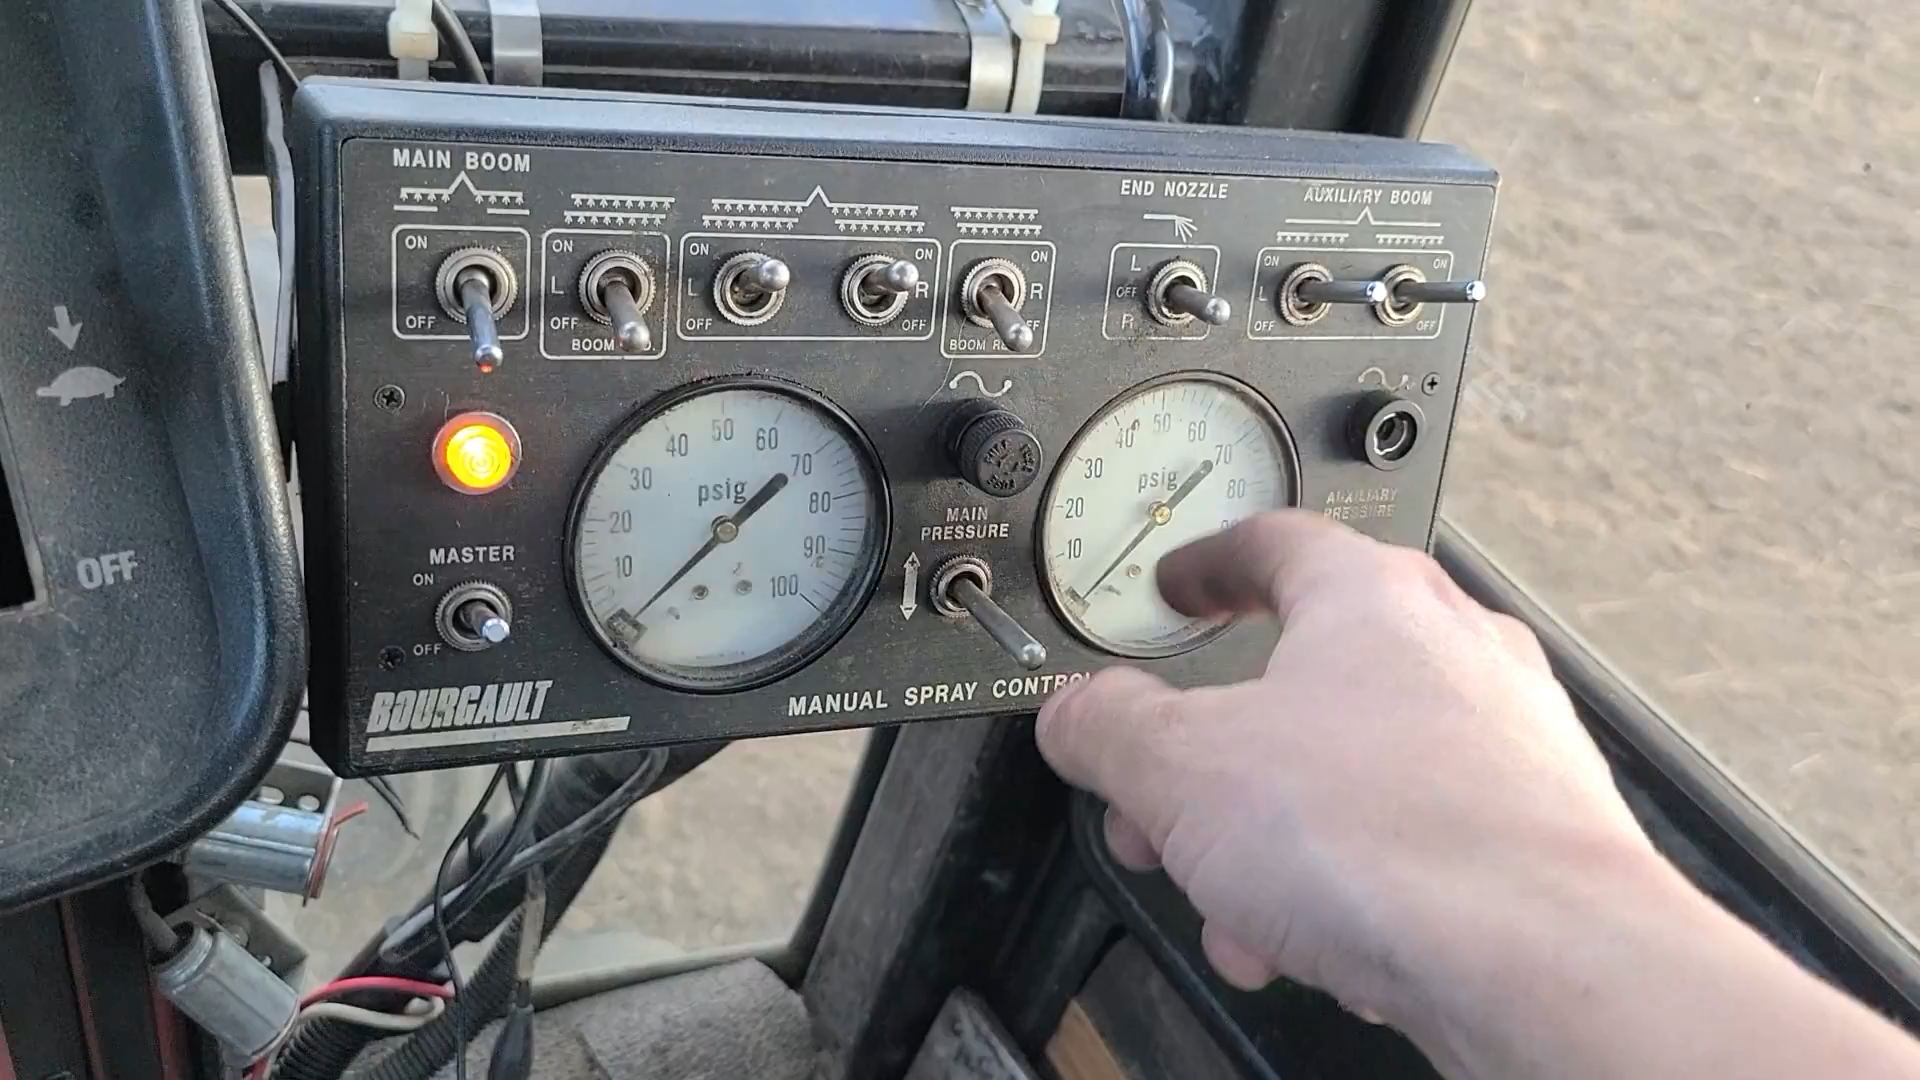 MAIN BOOM
END NOZZLE
AUXILIARY BOOM
ON
OFF
ON
L
OFF
BOOM
ON
L
OFF
ON
R
OFF
ON
R
BOOM
L
OFF
R
ON
L
OFF
ON
OFF
10
20
30
40
50
60
70
80
90
100
psig
10
20
30
40
50
60
70
80
psig
MAIN
PRESSURE
AUXILIARY
PRESSURE
MASTER
ON
OFF
BOURGAULT
MANUAL SPRAY CONTROL
OFF